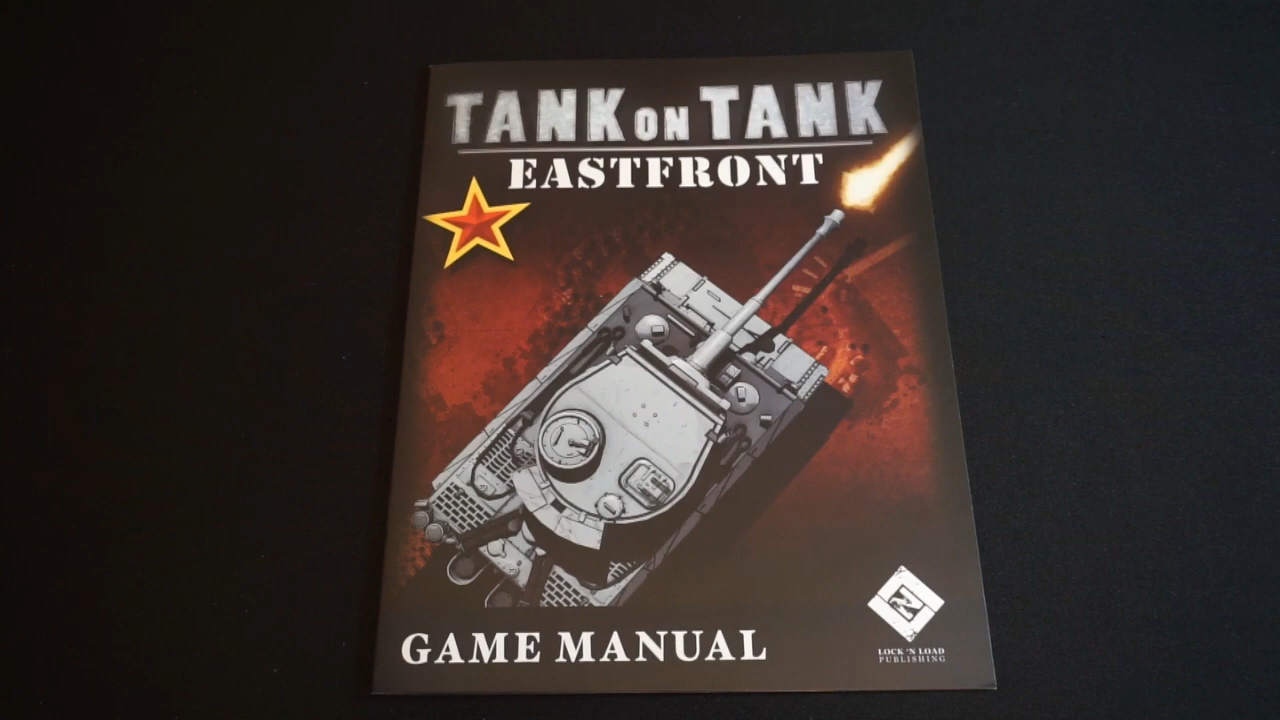 TANK ON TANK
EASTFRONT
GAME MANUAL
LOCK 'N LOAD
PUBLISHING